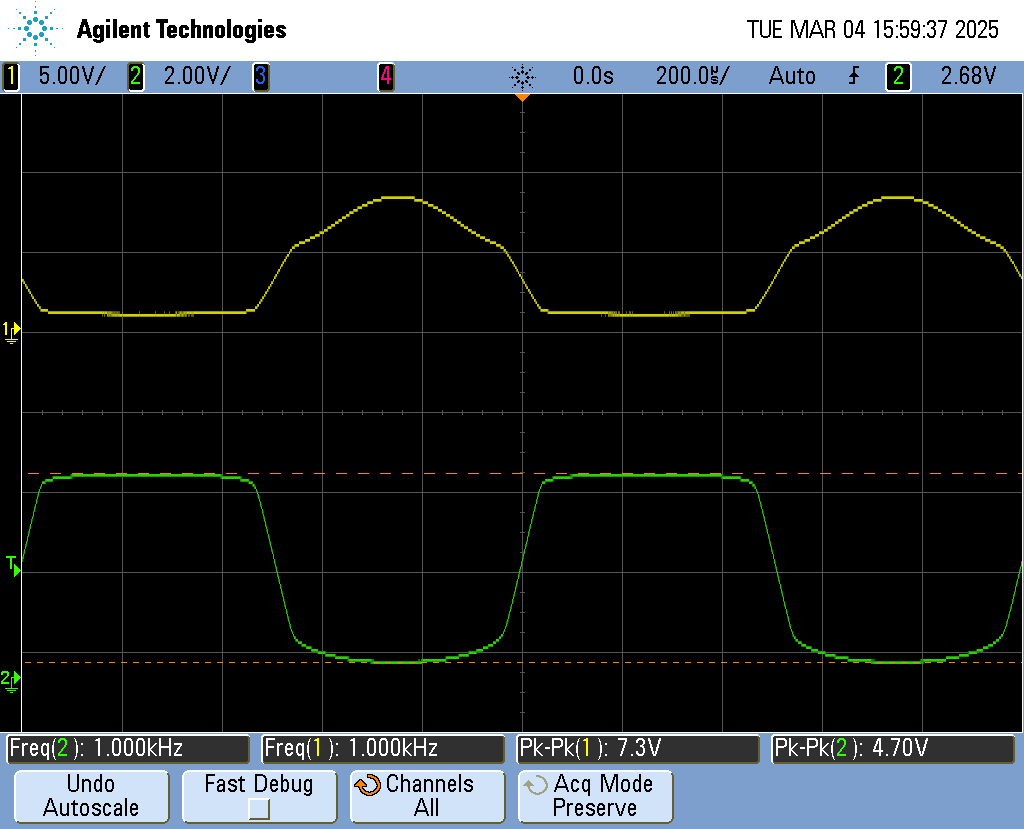 Agilent Technologies TUE MAR 04 15:59:37 2025
1 5.00V/ 2 2.00V/ 3 4 0.0s 200.0㎲/ Auto 2 2.68V
1
T
2
Freq(2): 1.000kHz Freq(1): 1.000kHz Pk-Pk(1): 7.3V Pk-Pk(2): 4.70V
Undo Fast Debug Channels Acq Mode
Autoscale All Preserve